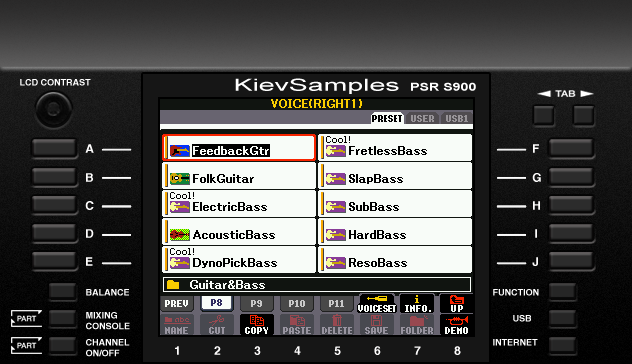 LCD CONTRAST
KievSamples PSR S900
◄ TAB ►
VOICE(RIGHT1)
PRESET USER USB1
A FeedbackGtr Cool! FretlessBass F
B FolkGuitar SlapBass G
C Cool! ElectricBass SubBass H
D AcousticBass HardBass I
E Cool! DynoPickBass ResoBass J
Guitar&Bass
BALANCE FUNCTION
PREV P8 P9 P10 P11 VOICESET i INFO. UP
PART MIXING CONSOLE USB
NAME CUT COPY PASTE DELETE SAVE FOLDER DEMO
PART CHANNEL ON/OFF INTERNET
1 2 3 4 5 6 7 8